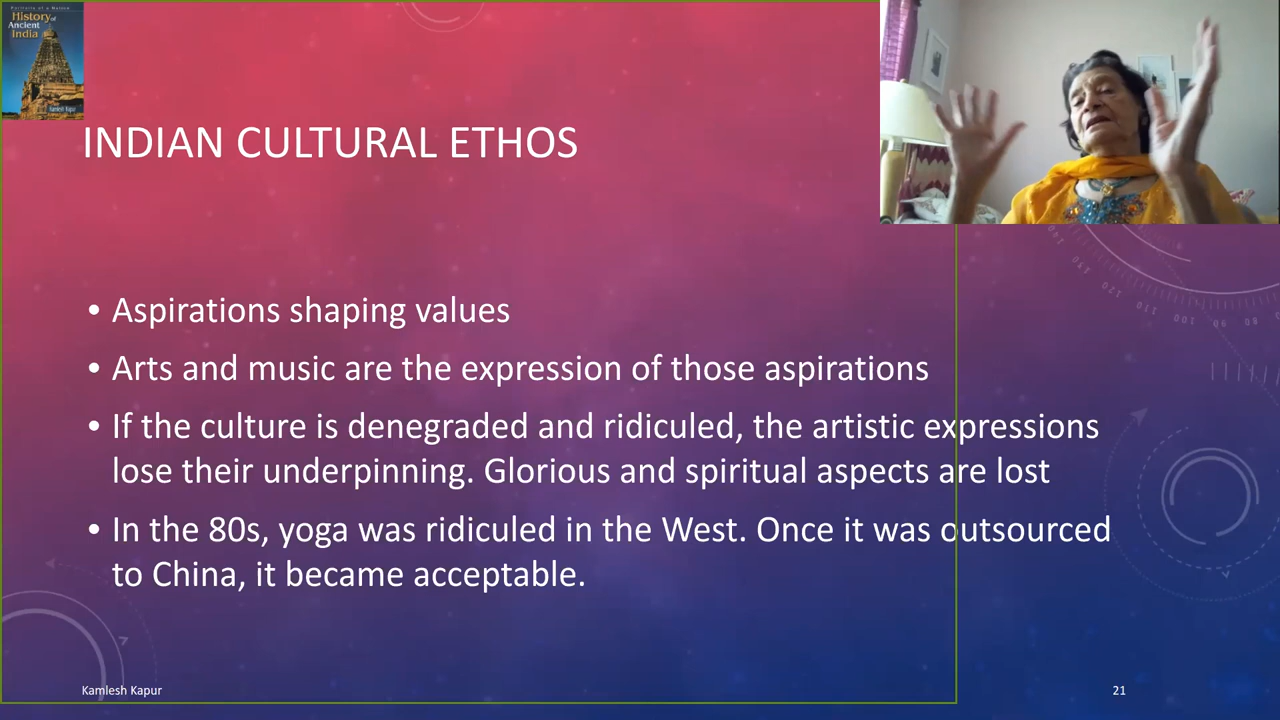 Portraits of a Nation
History of
Ancient
India
Kamlesh Kapur
INDIAN CULTURAL ETHOS
• Aspirations shaping values
• Arts and music are the expression of those aspirations
• If the culture is denegraded and ridiculed, the artistic expressions
lose their underpinning. Glorious and spiritual aspects are lost
• In the 80s, yoga was ridiculed in the West. Once it was outsourced
to China, it became acceptable.
Kamlesh Kapur
21